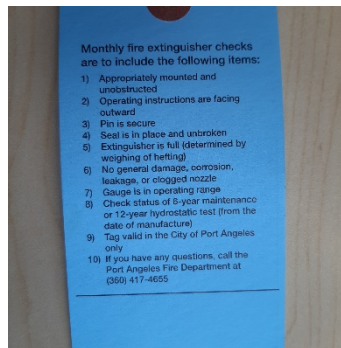 Monthly fire extinguisher checks
are to include the following items:
1) Appropriately mounted and
unobstructed
2) Operating instructions are facing
outward
3) Pin is secure
4) Seal is in place and unbroken
5) Extinguisher is full (determined by
weighing of hefting)
6) No general damage, corrosion,
leakage, or clogged nozzle
7) Gauge is in operating range
8) Check status of 6-year maintenance
or 12-year hydrostatic test (from the
date of manufacture)
9) Tag valid in the City of Port Angeles
only
10) If you have any questions, call the
Port Angeles Fire Department at
(360) 417-4655